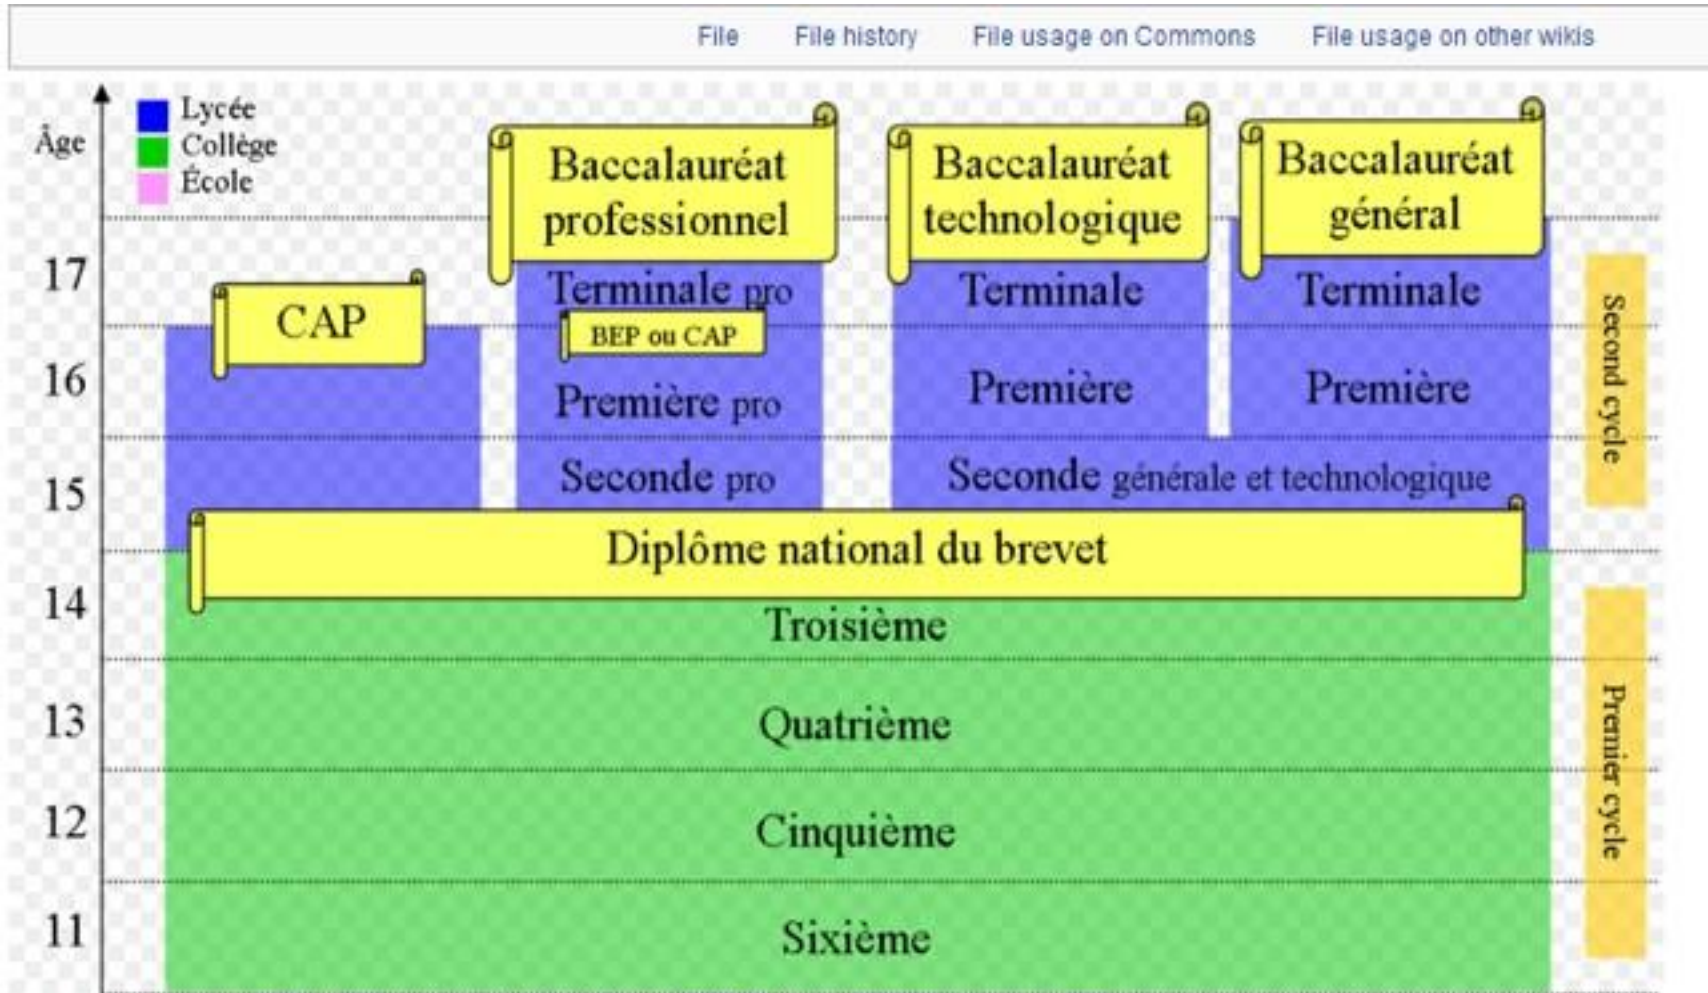 File File history File usage on Commons File usage on other wikis
Âge
Lycée
Collège
École
Baccalauréat
professionnel
Baccalauréat
technologique
Baccalauréat
général
17
CAP
Terminale pro
Terminale
Terminale
BEP ou CAP
16
Première pro
Première
Première
15
Seconde pro
Seconde générale et technologique
Second cycle
Diplôme national du brevet
14
Troisième
13
Quatrième
12
Cinquième
11
Sixième
Premier cycle